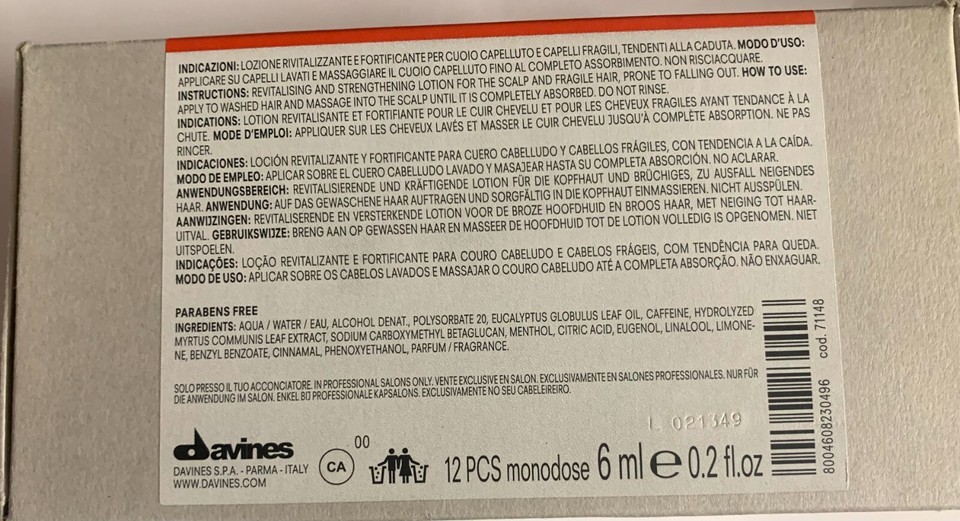 INDICAZIONI: LOZIONE RIVITALIZZANTE E FORTIFICANTE PER CUOIO CAPELLUTO E CAPELLI FRAGILI, TENDENTI ALLA CADUTA. MODO D'USO:
APPLICARE SU CAPELLI LAVATI E MASSAGGIARE IL CUOIO CAPELLUTO FINO AL COMPLETO ASSORBIMENTO. NON RISCIACQUARE.
INSTRUCTIONS: REVITALISING AND STRENGTHENING LOTION FOR THE SCALP AND FRAGILE HAIR, PRONE TO FALLING OUT. HOW TO USE:
APPLY TO WASHED HAIR AND MASSAGE INTO THE SCALP UNTIL IT IS COMPLETELY ABSORBED. DO NOT RINSE.
INDICATIONS: LOTION REVITALISANTE ET FORTIFIANTE POUR LE CUIR CHEVELU ET POUR LES CHEVEUX FRAGILES AYANT TENDANCE À LA
CHUTE. MODE D'EMPLOI: APPLIQUER SUR LES CHEVEUX LAVÉS ET MASSER LE CUIR CHEVELU JUSQU'À COMPLÈTE ABSORPTION. NE PAS
RINCER.
INDICACIONES: LOCIÓN REVITALIZANTE Y FORTIFICANTE PARA CUERO CABELLUDO Y CABELLOS FRÁGILES, CON TENDENCIA A LA CAÍDA.
MODO DE EMPLEO: APLICAR SOBRE EL CUERO CABELLUDO LAVADO Y MASAJEAR HASTA SU COMPLETA ABSORCIÓN. NO ACLARAR.
ANWENDUNGSBEREICH: REVITALISIERENDE UND KRÄFTIGENDE LOTION FÜR DIE KOPFHAUT UND BRÜCHIGES, ZU AUSFALL NEIGENDES
HAAR. ANWENDUNG: AUF DAS GEWASCHENE HAAR AUFTRAGEN UND SORGFÄLTIG IN DIE KOPFHAUT EINMASSIEREN. NICHT AUSSPÜLEN.
AANWIJZINGEN: REVITALISERENDE EN VERSTERKENDE LOTION VOOR DE BROZE HOOFDHUID EN BROOS HAAR, MET NEIGING TOT HAAR-
UITVAL. GEBRUIKSWIJZE: BRENG AAN OP GEWASSEN HAAR EN MASSEER DE HOOFDHUID TOT DE LOTION VOLLEDIG IS OPGENOMEN. NIET
UITSPOELEN.
INDICAÇÕES: LOÇÃO REVITALIZANTE E FORTIFICANTE PARA COURO CABELUDO E CABELOS FRÁGEIS, COM TENDÊNCIA PARA QUEDA.
MODO DE USO: APLICAR SOBRE OS CABELOS LAVADOS E MASSAJAR O COURO CABELUDO ATÉ A COMPLETA ABSORÇÃO. NÃO ENXAGUAR.
PARABENS FREE
INGREDIENTS: AQUA / WATER / EAU, ALCOHOL DENAT., POLYSORBATE 20, EUCALYPTUS GLOBULUS LEAF OIL, CAFFEINE, HYDROLYZED
MYRTUS COMMUNIS LEAF EXTRACT, SODIUM CARBOXYMETHYL BETAGLUCAN, MENTHOL, CITRIC ACID, EUGENOL, LINALOOL, LIMONE-
NE, BENZYL BENZOATE, CINNAMAL, PHENOXYETHANOL, PARFUM / FRAGRANCE.
SOLO PRESSO IL TUO ACCONCIATORE. IN PROFESSIONAL SALONS ONLY. VENTE EXCLUSIVE EN SALON. EXCLUSIVAMENTE EN SALONES PROFESIONALES. NUR FÜR
DIE ANWENDUNG IM SALON. ENKEL BIJ PROFESSIONALE KAPSALONS. EXCLUSIVAMENTE NO SEU CABELEIREIRO.
L 021349
davines
DAVINES S.P.A. - PARMA - ITALY
WWW.DAVINES.COM
00
CA
12 PCS monodose 6 ml e 0.2 fl.oz
8004608230496
cod. 71148